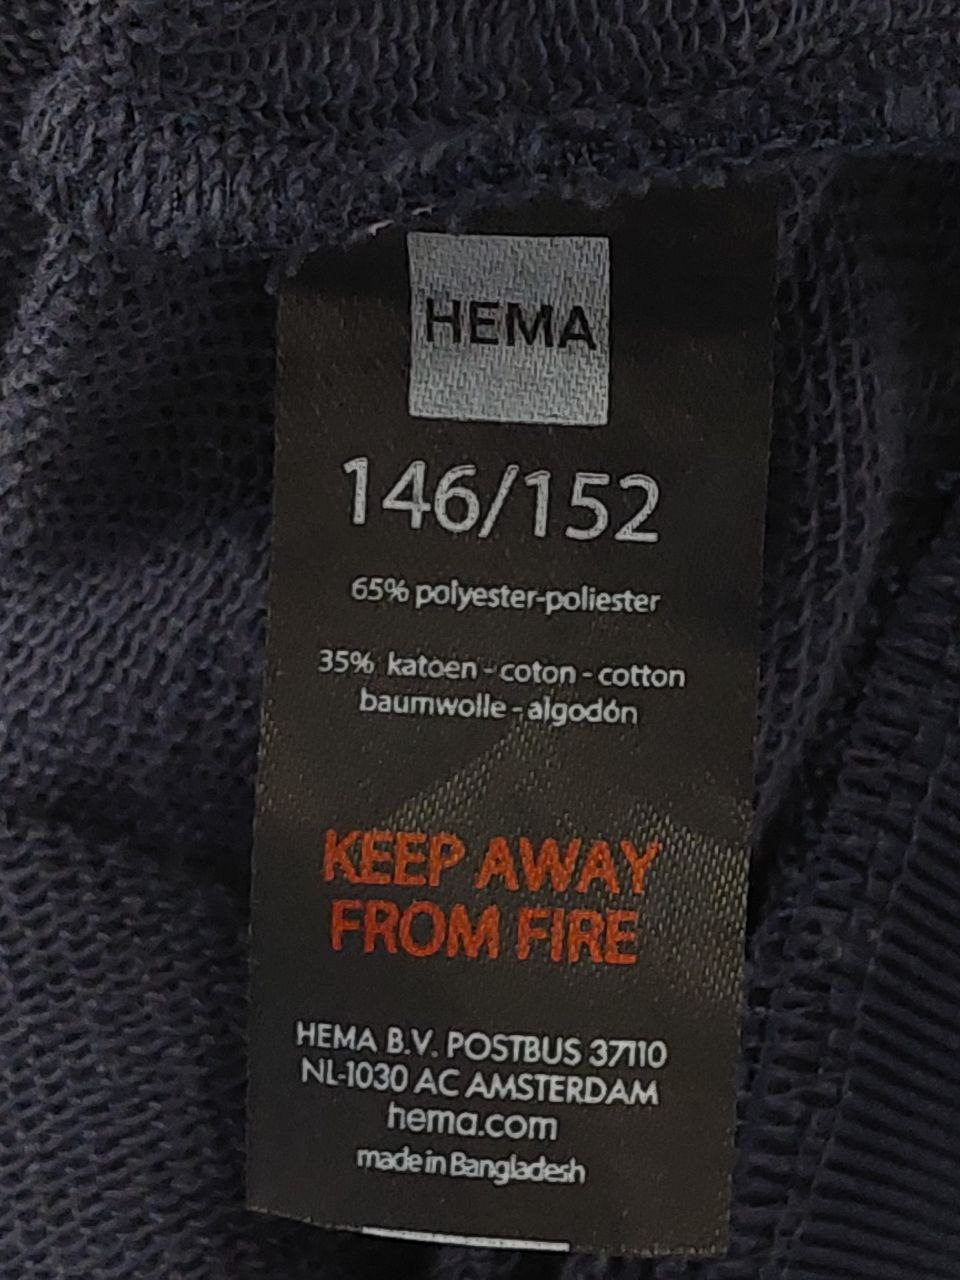 HEMA
146/152
65% polyester-poliester
35% katoen - coton - cotton
baumwolle - algodón
KEEP AWAY
FROM FIRE
HEMA B.V. POSTBUS 37110
NL-1030 AC AMSTERDAM
hema.com
made in Bangladesh